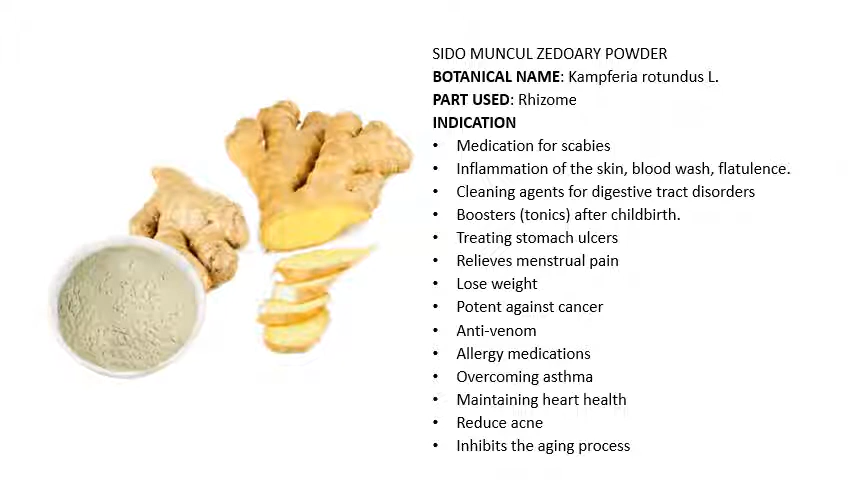 SIDO MUNCUL ZEDOARY POWDER
BOTANICAL NAME: Kampferia rotundus L.
PART USED: Rhizome
INDICATION
• Medication for scabies
• Inflammation of the skin, blood wash, flatulence.
• Cleaning agents for digestive tract disorders
• Boosters (tonics) after childbirth.
• Treating stomach ulcers
• Relieves menstrual pain
• Lose weight
• Potent against cancer
• Anti-venom
• Allergy medications
• Overcoming asthma
• Maintaining heart health
• Reduce acne
• Inhibits the aging process